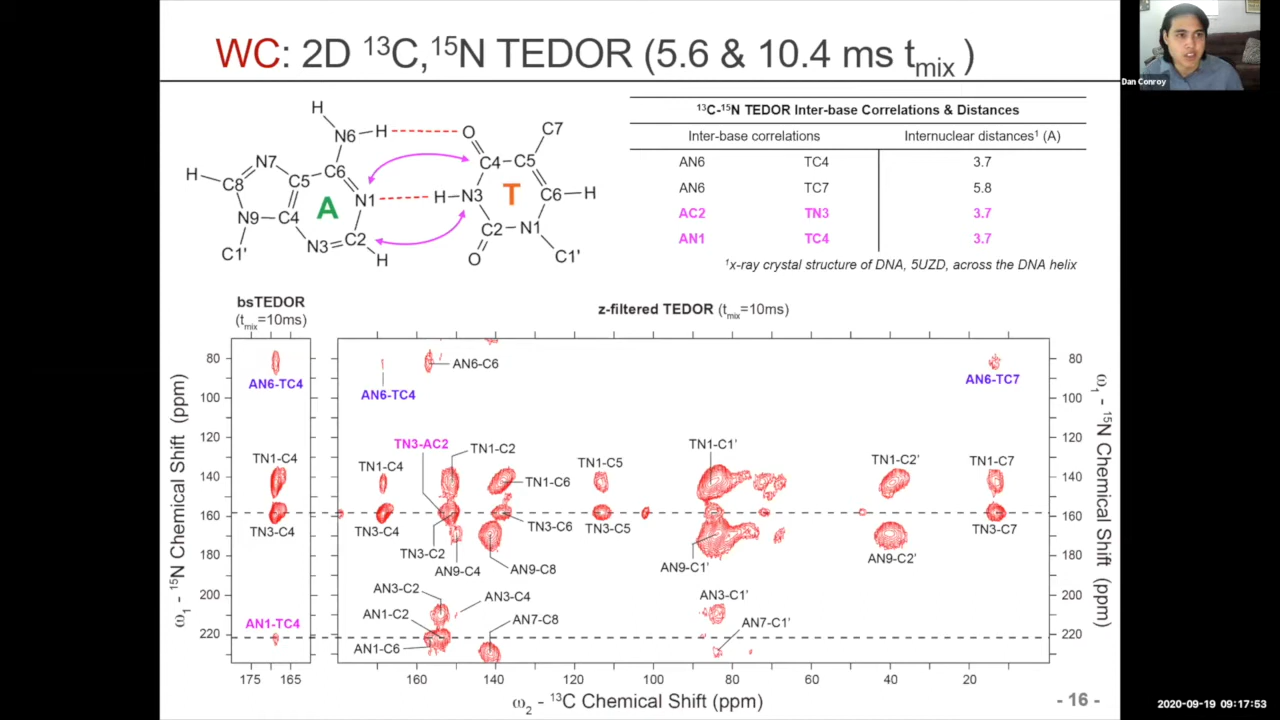 WC: 2D ¹³C,¹⁵N TEDOR (5.6 & 10.4 ms tmix )
Dan Conroy
H
N6 H
O
C7
H
N7
C6
C5
C8
N1
A
N9
C4
N3
C2
H
C1'
C4
C5
H
N3
T
C6
H
C2
N1
O
C1'
¹³C-¹⁵N TEDOR Inter-base Correlations & Distances
Inter-base correlations Internuclear distances¹ (A)
AN6 TC4 3.7
AN6 TC7 5.8
AC2 TN3 3.7
AN1 TC4 3.7
¹x-ray crystal structure of DNA, 5UZD, across the DNA helix
bsTEDOR
(tmix=10ms)
z-filtered TEDOR (tmix=10ms)
ω₁ - ¹⁵N Chemical Shift (ppm)
80
100
120
140
160
180
200
220
AN6-TC4
TN1-C4
TN3-C4
AN1-TC4
175 165
AN6-C6
AN6-TC4
AN6-TC7
TN3-AC2
TN1-C2
TN1-C4
TN1-C6
TN1-C5
TN1-C1'
TN1-C2'
TN1-C7
TN3-C4
TN3-C6
TN3-C5
TN3-C7
TN3-C2
AN9-C4
AN9-C8
AN9-C1'
AN9-C2'
AN3-C2
AN3-C4
AN3-C1'
AN1-C2
AN7-C8
AN7-C1'
AN1-C6
80
100
120
140
160
180
200
220
ω₁ - ¹⁵N Chemical Shift (ppm)
160 140 120 100 80 60 40 20
ω₂ - ¹³C Chemical Shift (ppm)
- 16 -
2020-09-19 09:17:53